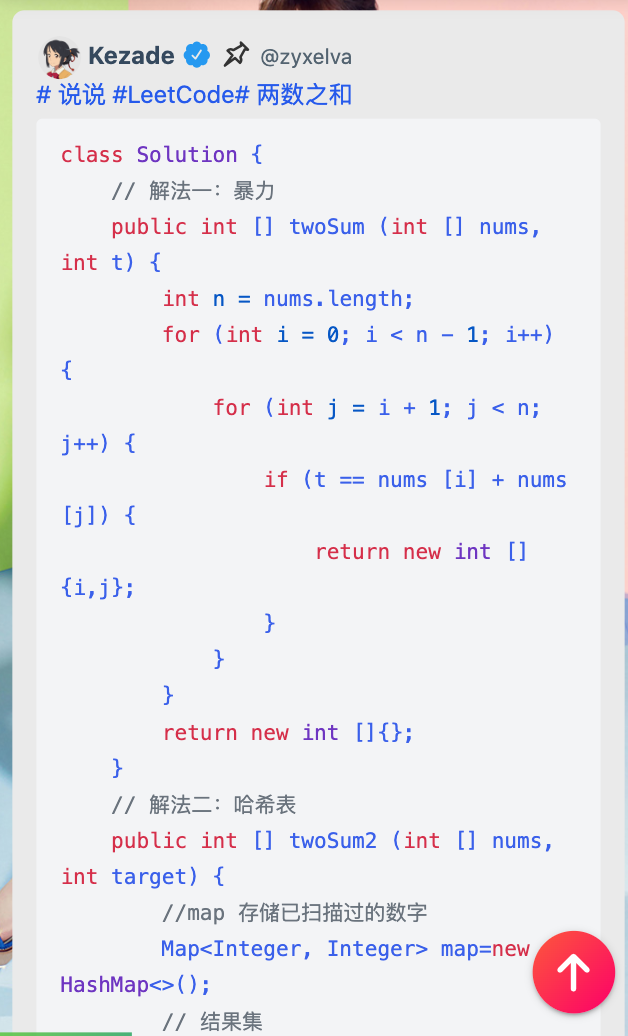 Kezade @zyxelva
# 说说 #LeetCode# 两数之和
class Solution {
// 解法一：暴力
public int [] twoSum (int [] nums,
int t) {
int n = nums.length;
for (int i = 0; i < n - 1; i++)
{
for (int j = i + 1; j < n;
j++) {
if (t == nums [i] + nums
[j]) {
return new int []
{i,j};
}
}
}
return new int []{};
}
// 解法二：哈希表
public int [] twoSum2 (int [] nums,
int target) {
//map 存储已扫描过的数字
Map<Integer, Integer> map=new
HashMap<>();
// 结果集